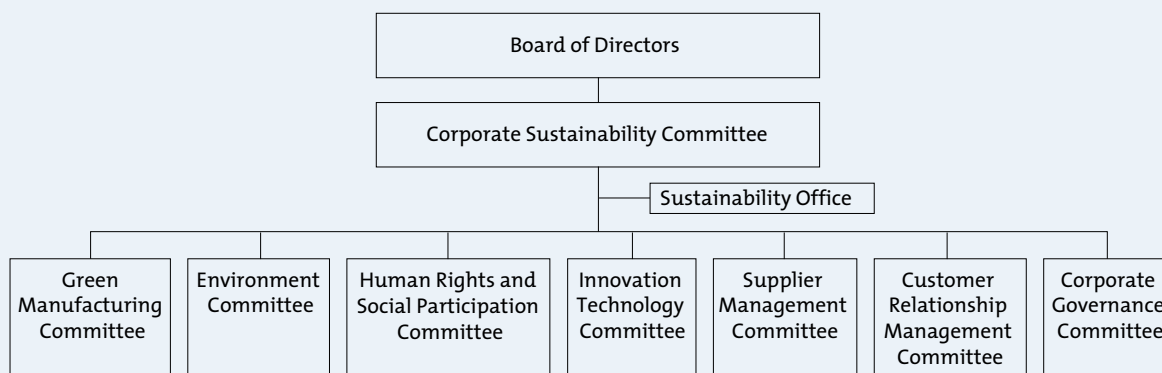 Board of Directors
Corporate Sustainability Committee
Sustainability Office
Green
Manufacturing
Committee
Environment
Committee
Human Rights and
Social Participation
Committee
Innovation
Technology
Committee
Supplier
Management
Committee
Customer
Relationship
Management
Committee
Corporate
Governance
Committee